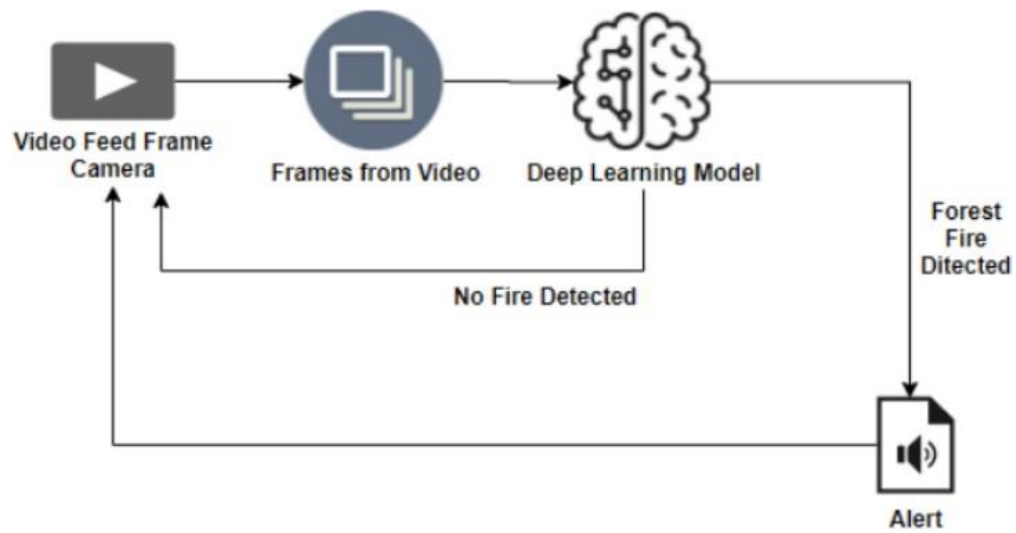 Video Feed Frame
Camera
Frames from Video
Deep Learning Model
Forest
Fire
Ditected
No Fire Detected
Alert